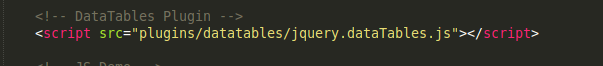 <!-- DataTables Plugin -->
<script src="plugins/datatables/jquery.dataTables.js"></script>